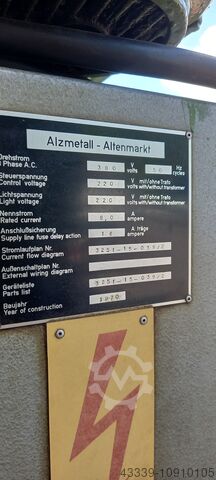 Alzmetall - Altenmarkt
Drehstrom 380 V 50 Hz
3 Phase A.C. volts cycles
Steuerspannung 220 V mit/ohne Trafo
Control voltage volts with/without transformer
Lichtspannung 220 V mit/ohne Trafo
Light voltage volts with/without transformer
Nennstrom 8,0 A
Rated current ampere
Anschlußsicherung 16 A träge
Supply line fuse delay action ampere
Stromlaufplan Nr.
Current flow diagram
Außenschaltplan Nr.
External wiring diagram
Geräteliste
Parts list
Baujahr 1970
Year of construction
43339-10910105